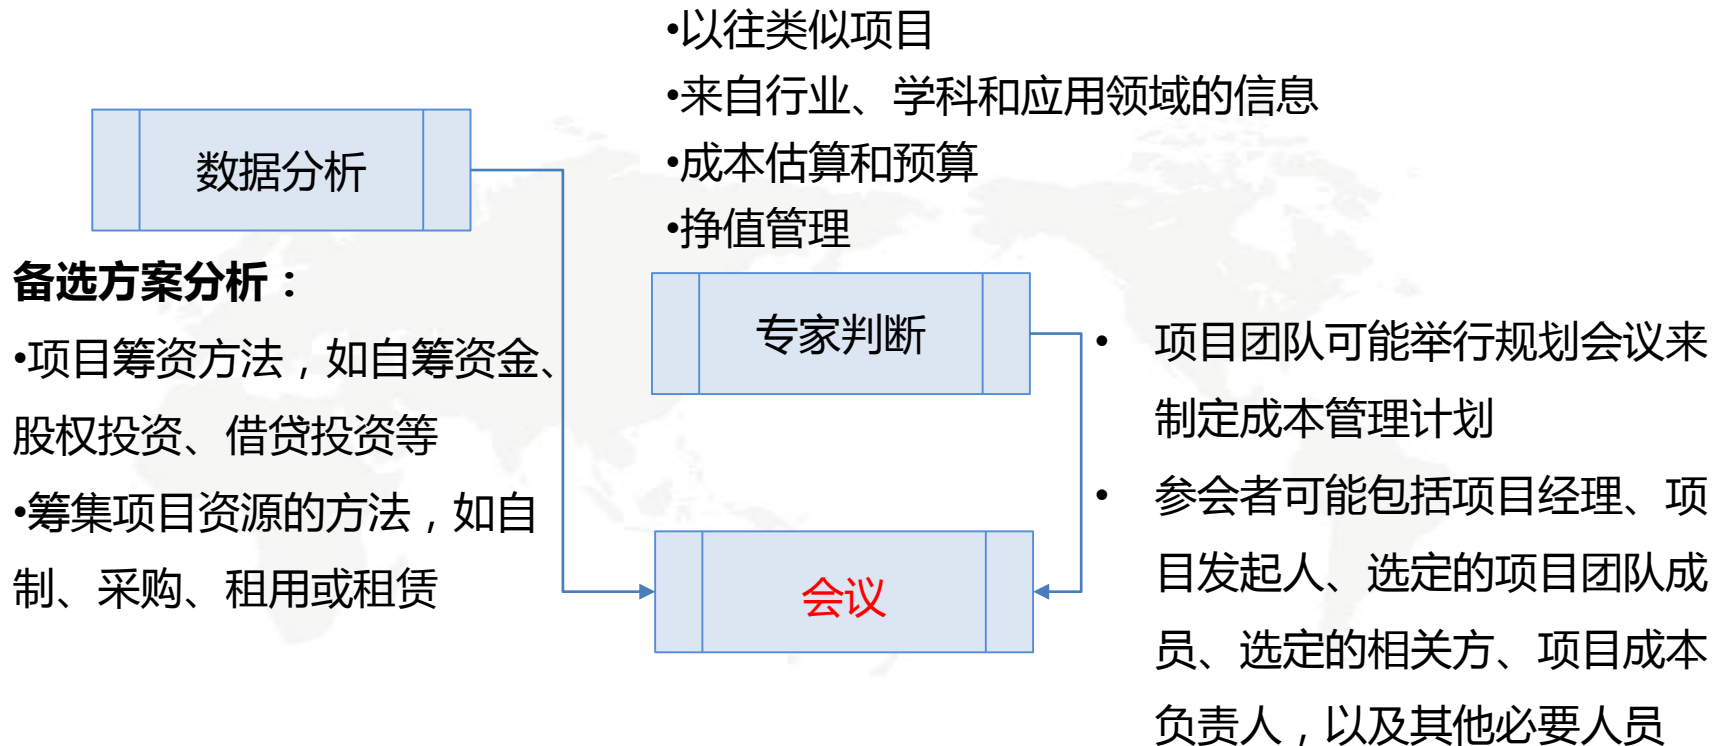 •以往类似项目
•来自行业、学科和应用领域的信息
•成本估算和预算
•挣值管理
数据分析
备选方案分析：
•项目筹资方法，如自筹资金、
股权投资、借贷投资等
•筹集项目资源的方法，如自
制、采购、租用或租赁
专家判断
会议
• 项目团队可能举行规划会议来
制定成本管理计划
• 参会者可能包括项目经理、项
目发起人、选定的项目团队成
员、选定的相关方、项目成本
负责人，以及其他必要人员